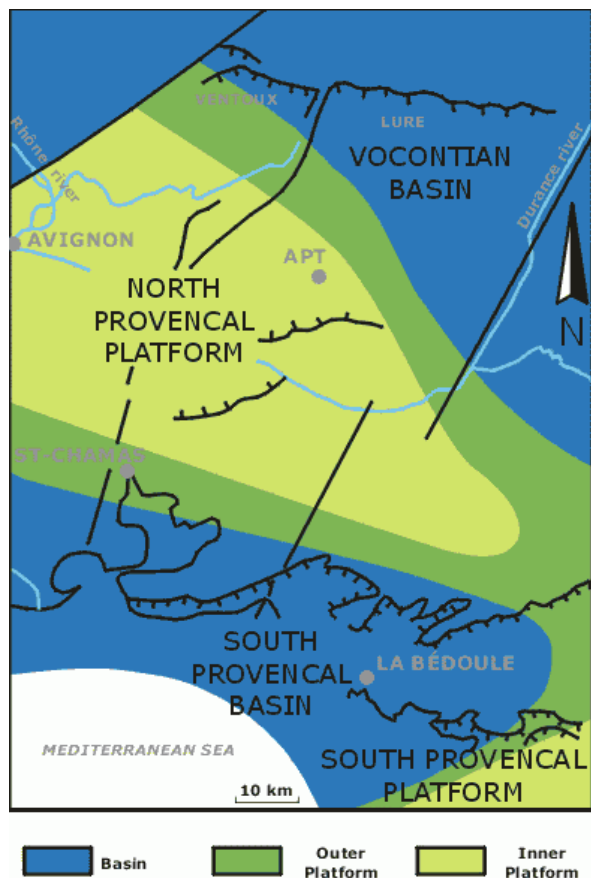 VENTOUX
LURE
VOCONTIAN
BASIN
Rhône river
Durance river
AVIGNON
APT
N
NORTH
PROVENCAL
PLATFORM
ST-CHAMAS
SOUTH
PROVENCAL
BASIN
LA BÉDOULE
MEDITERRANEAN SEA
SOUTH PROVENCAL
PLATFORM
10 km
Basin
Outer
Platform
Inner
Platform